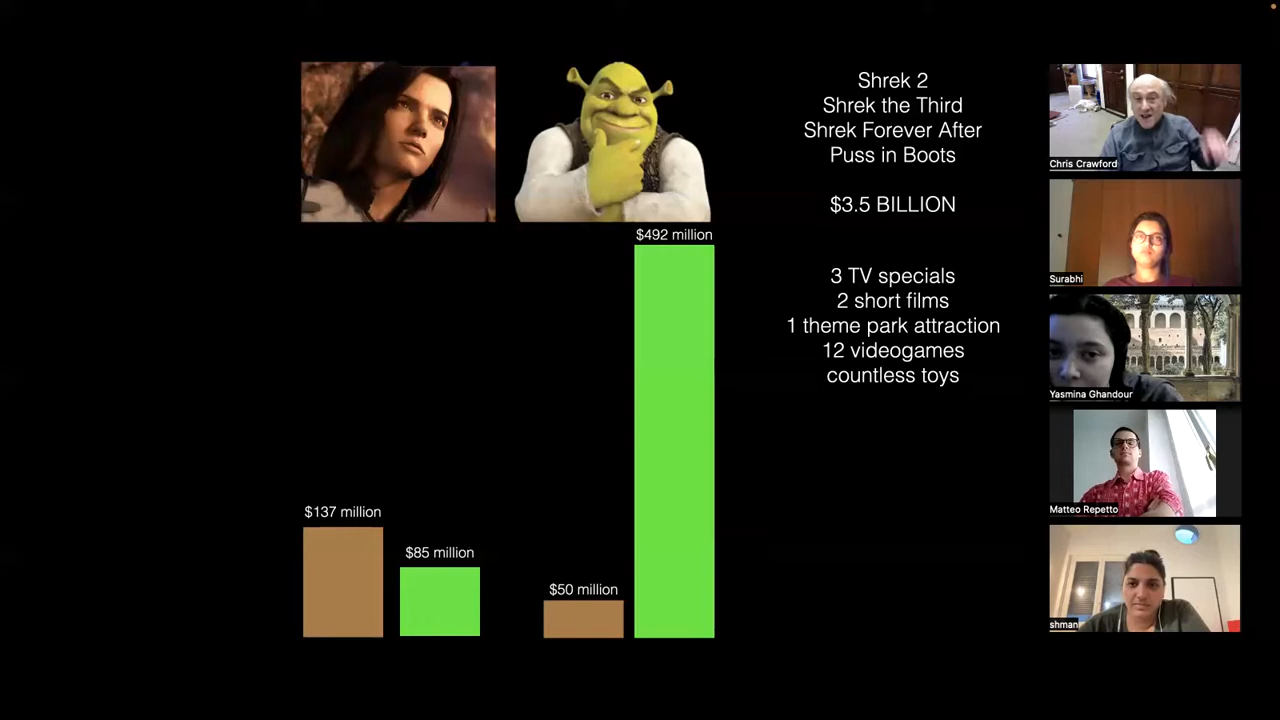 Shrek 2
Shrek the Third
Shrek Forever After
Puss in Boots
$3.5 BILLION
3 TV specials
2 short films
1 theme park attraction
12 videogames
countless toys
$492 million
$137 million
$85 million
$50 million
Chris Crawford
Surabhi
Yasmina Ghandour
Matteo Repetto
shman